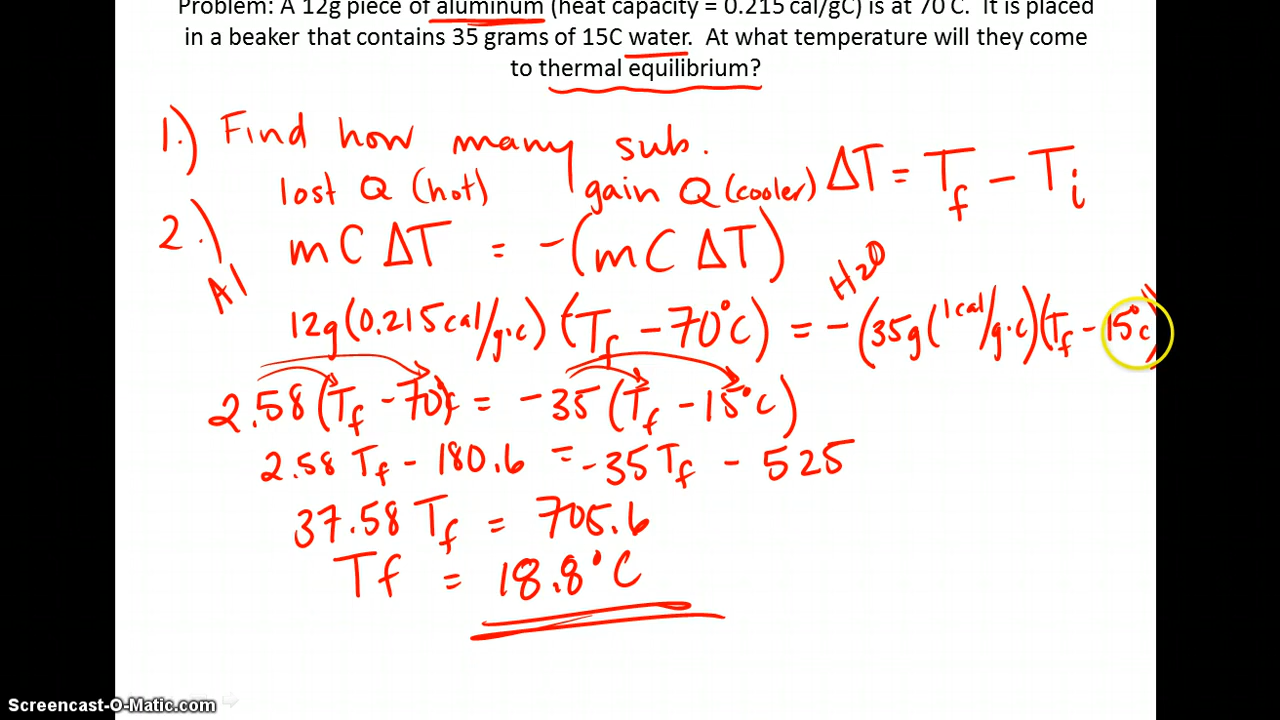 Problem: A 12g piece of aluminum (heat capacity = 0.215 cal/gC) is at 70 C. It is placed
in a beaker that contains 35 grams of 15C water. At what temperature will they come
to thermal equilibrium?
1.) Find how many sub.
lost Q (hot) gain Q (cooler) ΔT = Tf - Ti
2.) mCΔT = -(mCΔT)
Al H2O
12g(0.215cal/g·c)(Tf - 70°C) = -(35g(1cal/g·c)(Tf - 15°c)
2.58(Tf - 70°c = -35(Tf - 15°C)
2.58 Tf - 180.6 = -35Tf - 525
37.58 Tf = 705.6
Tf = 18.8°C
Screencast-O-Matic.com